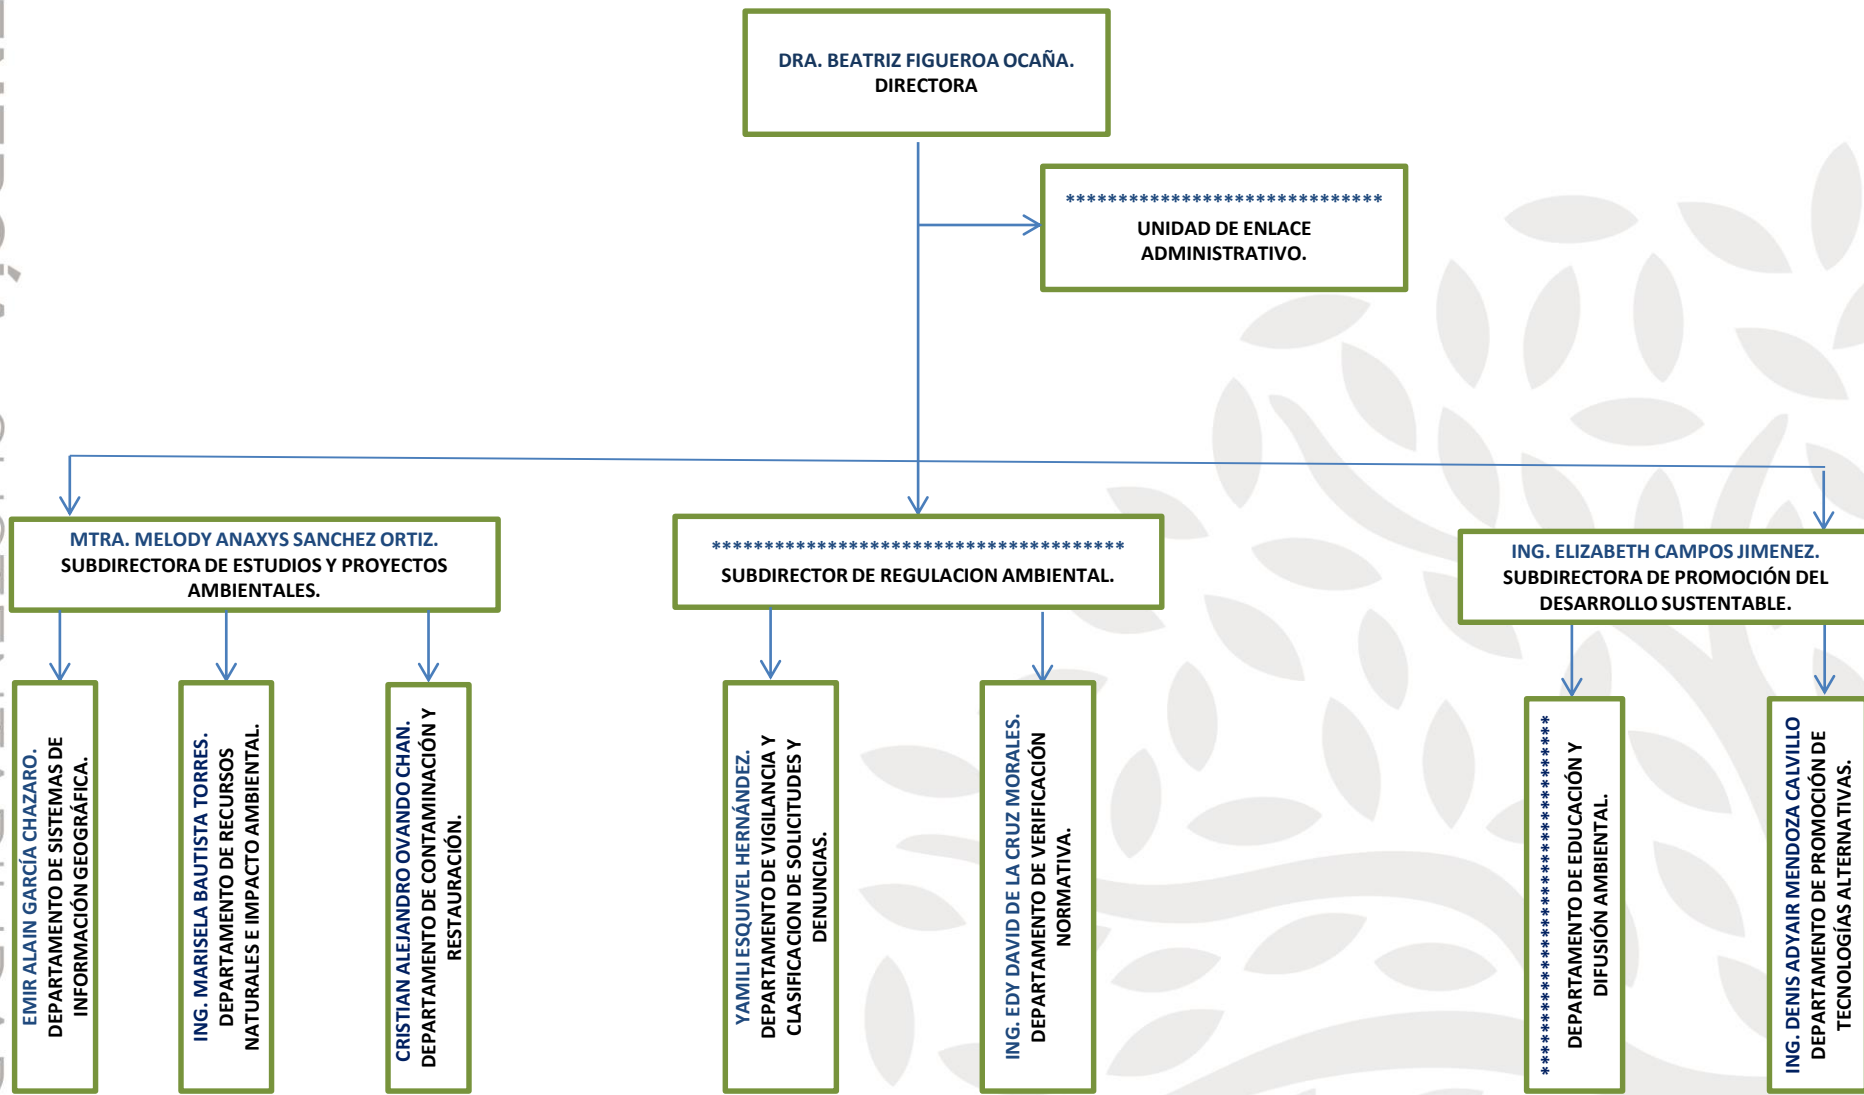 DRA. BEATRIZ FIGUEROA OCAÑA.
DIRECTORA
******************************
UNIDAD DE ENLACE
ADMINISTRATIVO.
MTRA. MELODY ANAXYS SANCHEZ ORTIZ.
SUBDIRECTORA DE ESTUDIOS Y PROYECTOS
AMBIENTALES.
***************************************
SUBDIRECTOR DE REGULACION AMBIENTAL.
ING. ELIZABETH CAMPOS JIMENEZ.
SUBDIRECTORA DE PROMOCIÓN DEL
DESARROLLO SUSTENTABLE.
EMIR ALAIN GARCÍA CHAZARO.
DEPARTAMENTO DE SISTEMAS DE
INFORMACIÓN GEOGRÁFICA.
ING. MARISELA BAUTISTA TORRES.
DEPARTAMENTO DE RECURSOS
NATURALES E IMPACTO AMBIENTAL.
CRISTIAN ALEJANDRO OVANDO CHAN.
DEPARTAMENTO DE CONTAMINACIÓN Y
RESTAURACIÓN.
YAMILI ESQUIVEL HERNÁNDEZ.
DEPARTAMENTO DE VIGILANCIA Y
CLASIFICACION DE SOLICITUDES Y
DENUNCIAS.
ING. EDY DAVID DE LA CRUZ MORALES.
DEPARTAMENTO DE VERIFICACIÓN
NORMATIVA.
**********************************
DEPARTAMENTO DE EDUCACIÓN Y
DIFUSIÓN AMBIENTAL.
ING. DENIS ADYAIR MENDOZA CALVILLO
DEPARTAMENTO DE PROMOCIÓN DE
TECNOLOGÍAS ALTERNATIVAS.